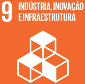 9 INDÚSTRIA, INOVAÇÃO
E INFRAESTRUTURA